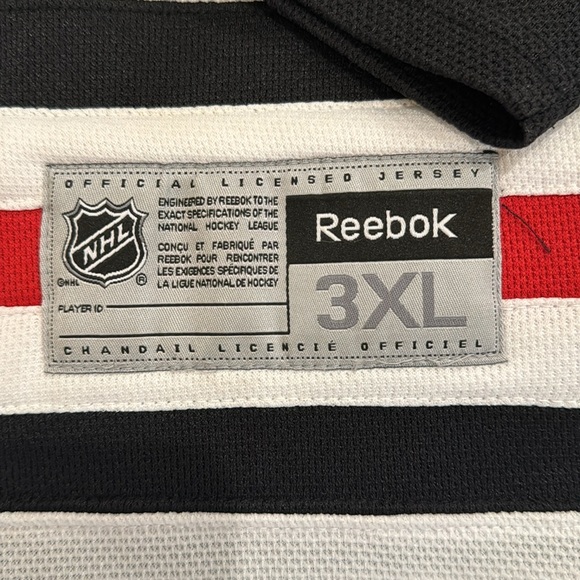 OFFICIAL LICENSED JERSEY
NHL
©NHL
®
ENGINEERED BY REEBOK TO THE
EXACT SPECIFICATIONS OF THE
NATIONAL HOCKEY LEAGUE
CONÇU ET FABRIQUÉ PAR
REEBOK POUR RENCONTRER
LES EXIGENCES SPÉCIFIQUES DE
LA LIGUE NATIONAL DE HOCKEY
PLAYER ID
Reebok
3XL
CHANDAIL LICENCIÉ OFFICIEL